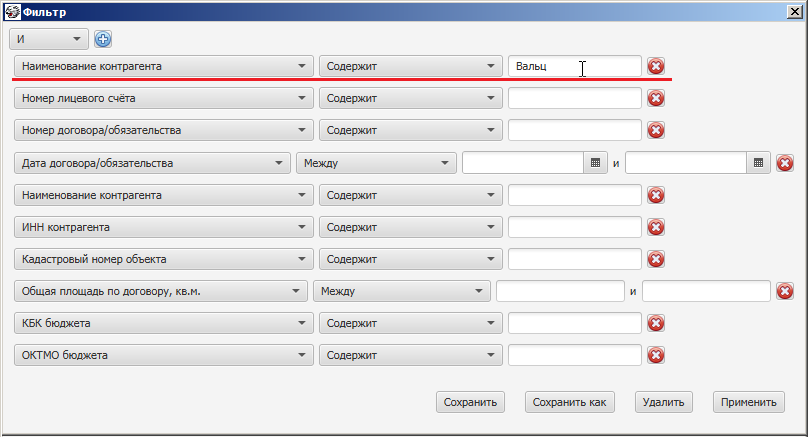 Фильтр
И
Наименование контрагента Содержит Вальц
Номер лицевого счёта Содержит
Номер договора/обязательства Содержит
Дата договора/обязательства Между и
Наименование контрагента Содержит
ИНН контрагента Содержит
Кадастровый номер объекта Содержит
Общая площадь по договору, кв.м. Между и
КБК бюджета Содержит
ОКТМО бюджета Содержит
Сохранить Сохранить как Удалить Применить